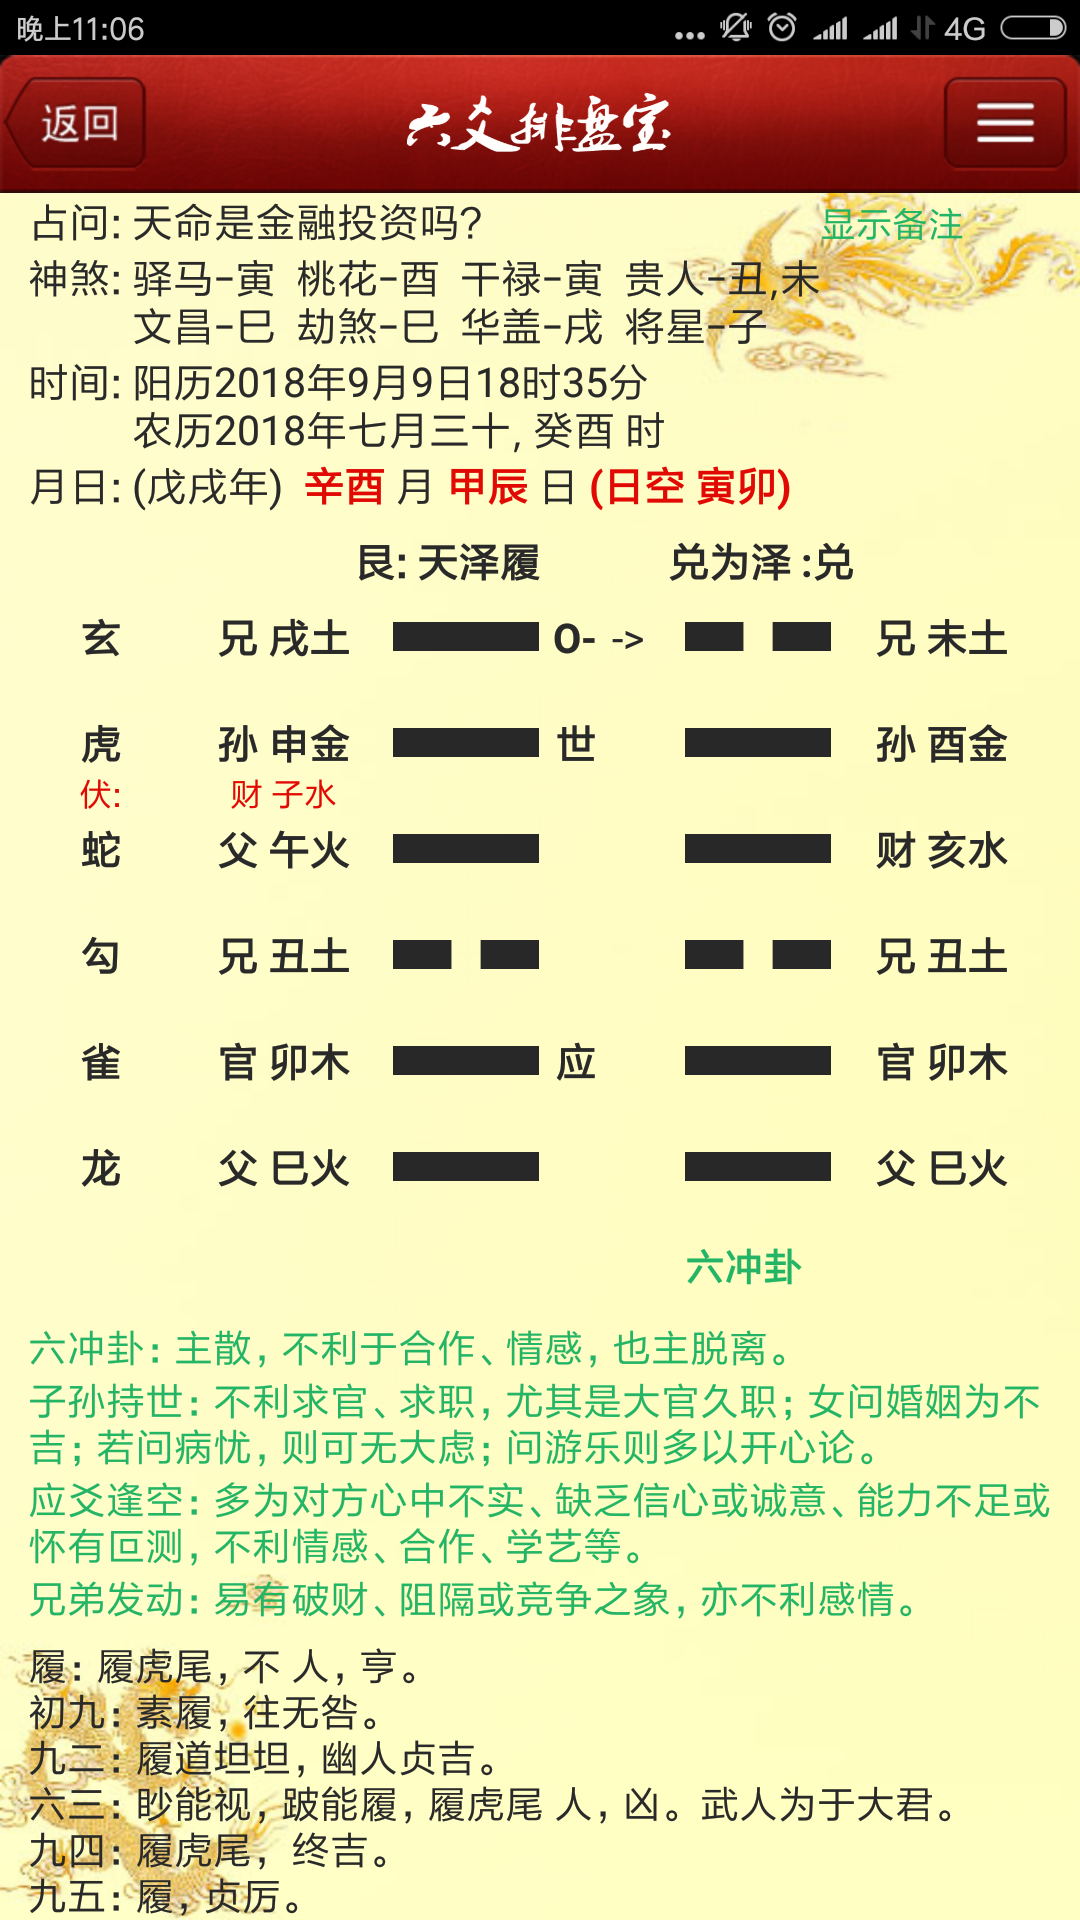 晚上11:06
4G
返回
六爻排盘宝
占问: 天命是金融投资吗?
显示备注
神煞: 驿马-寅 桃花-酉 干禄-寅 贵人-丑,未
文昌-巳 劫煞-巳 华盖-戌 将星-子
时间: 阳历2018年9月9日18时35分
农历2018年七月三十, 癸酉 时
月日: (戊戌年) 辛酉 月 甲辰 日 (日空 寅卯)
艮: 天泽履 兑为泽 :兑
玄 兄 戌土 O- -> 兄 未土
虎 孙 申金 世 孙 酉金
伏: 财 子水
蛇 父 午火 财 亥水
勾 兄 丑土 兄 丑土
雀 官 卯木 应 官 卯木
龙 父 巳火 父 巳火
六冲卦
六冲卦: 主散, 不利于合作、情感, 也主脱离。
子孙持世: 不利求官、求职, 尤其是大官久职; 女问婚姻为不
吉; 若问病忧, 则可无大虑; 问游乐则多以开心论。
应爻逢空: 多为对方心中不实、缺乏信心或诚意、能力不足或
怀有叵测, 不利情感、合作、学艺等。
兄弟发动: 易有破财、阻隔或竞争之象, 亦不利感情。
履: 履虎尾, 不 人, 亨。
初九: 素履, 往无咎。
九二: 履道坦坦, 幽人贞吉。
六三: 眇能视, 跛能履, 履虎尾 人, 凶。武人为于大君。
九四: 履虎尾, 终吉。
九五: 履, 贞厉。